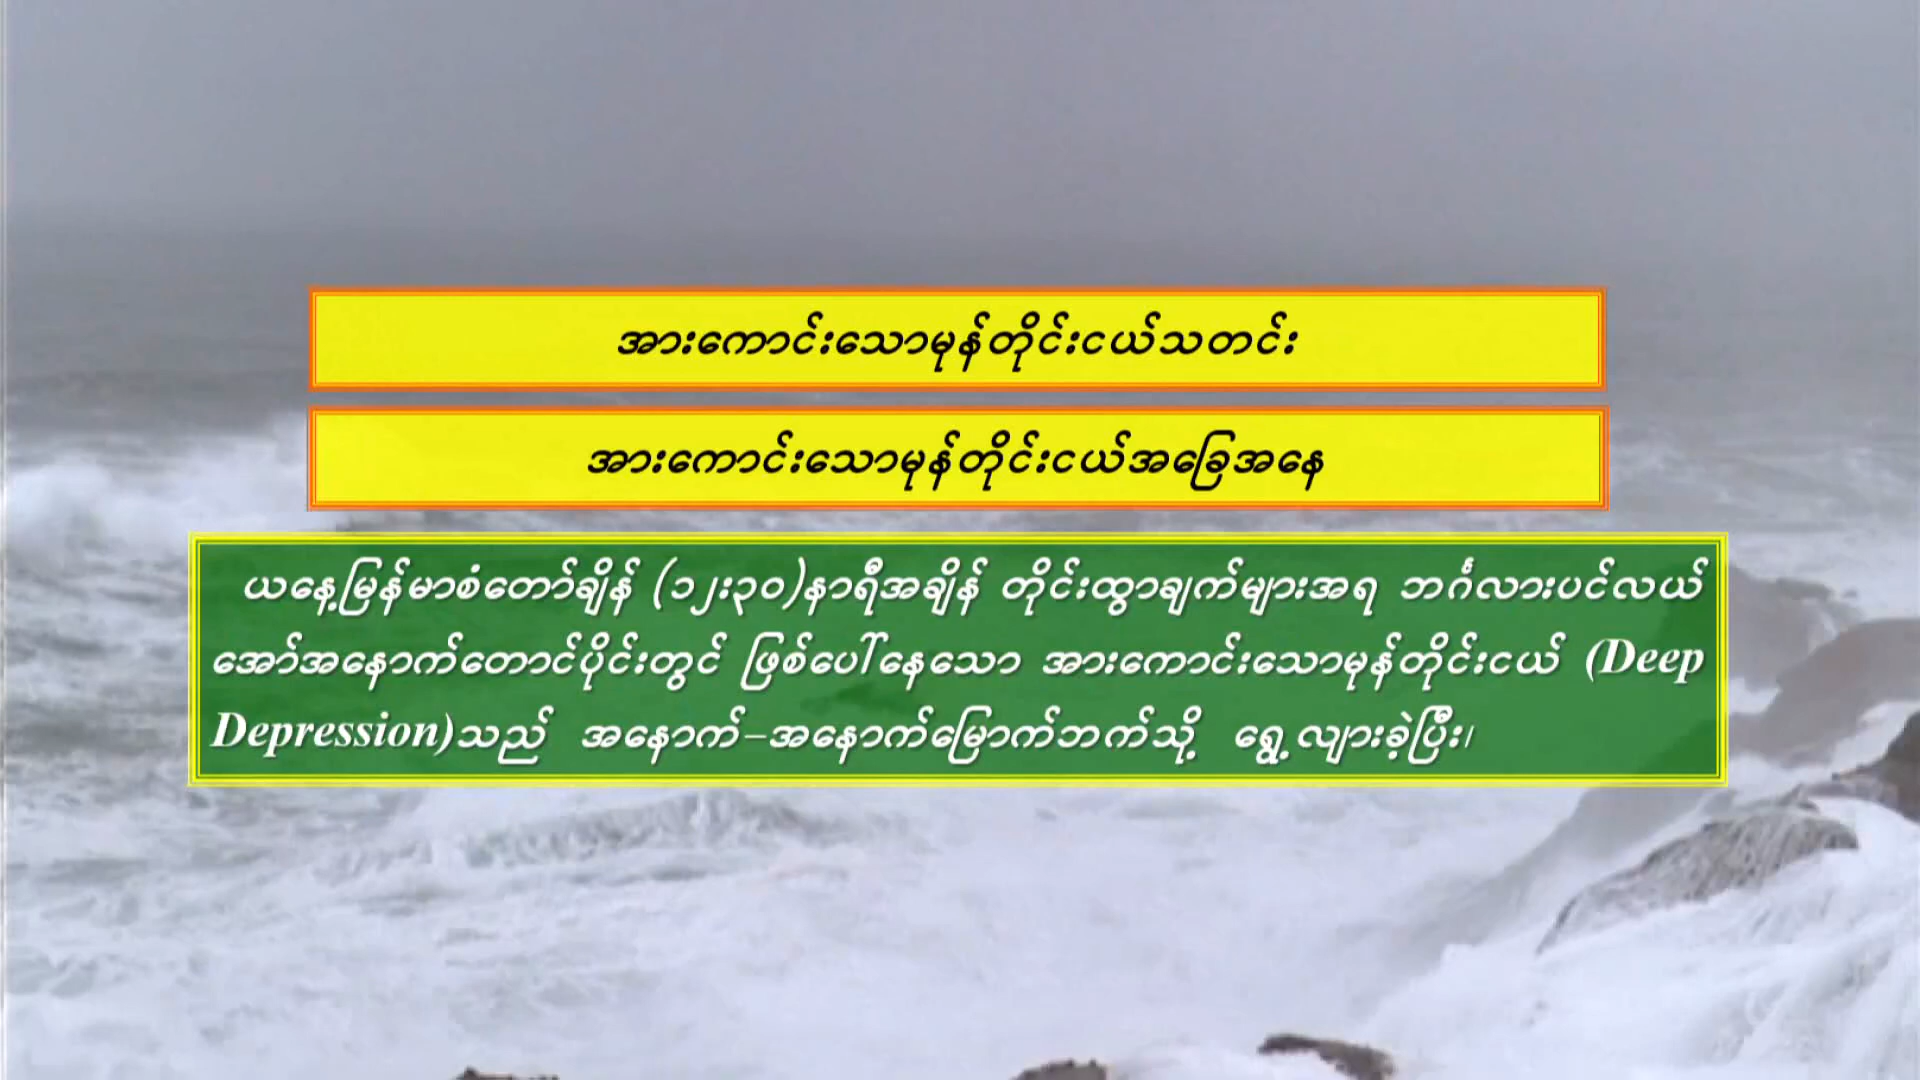 အားကောင်းသောမုန်တိုင်းငယ်သတင်း
အားကောင်းသောမုန်တိုင်းငယ်အခြေအနေ
ယနေ့မြန်မာစံတော်ချိန် (၁၂း၃၀)နာရီအချိန် တိုင်းထွာချက်များအရ ဘင်္ဂလားပင်လယ်
အော်အနောက်တောင်ပိုင်းတွင် ဖြစ်ပေါ်နေသော အားကောင်းသောမုန်တိုင်းငယ် (Deep
Depression)သည် အနောက်–အနောက်မြောက်ဘက်သို့ ရွေ့လျားခဲ့ပြီး၊